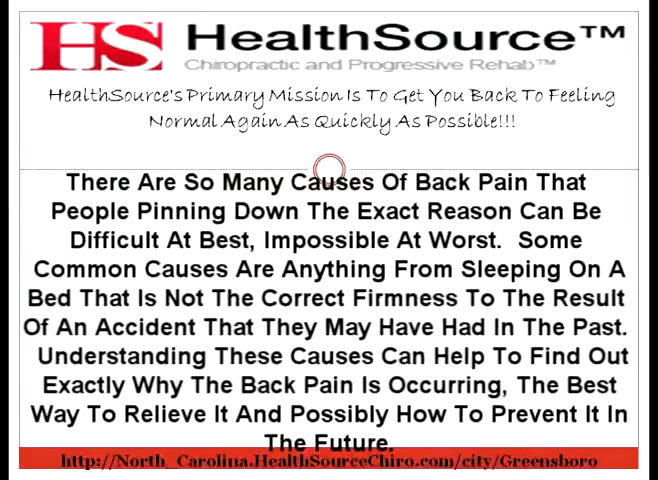 HS HealthSource™
Chiropractic and Progressive Rehab™
HealthSource's Primary Mission Is To Get You Back To Feeling
Normal Again As Quickly As Possible!!!
There Are So Many Causes Of Back Pain That
People Pinning Down The Exact Reason Can Be
Difficult At Best, Impossible At Worst. Some
Common Causes Are Anything From Sleeping On A
Bed That Is Not The Correct Firmness To The Result
Of An Accident That They May Have Had In The Past.
Understanding These Causes Can Help To Find Out
Exactly Why The Back Pain Is Occurring, The Best
Way To Relieve It And Possibly How To Prevent It In
The Future.
http://North_Carolina.HealthSourceChiro.com/city/Greensboro